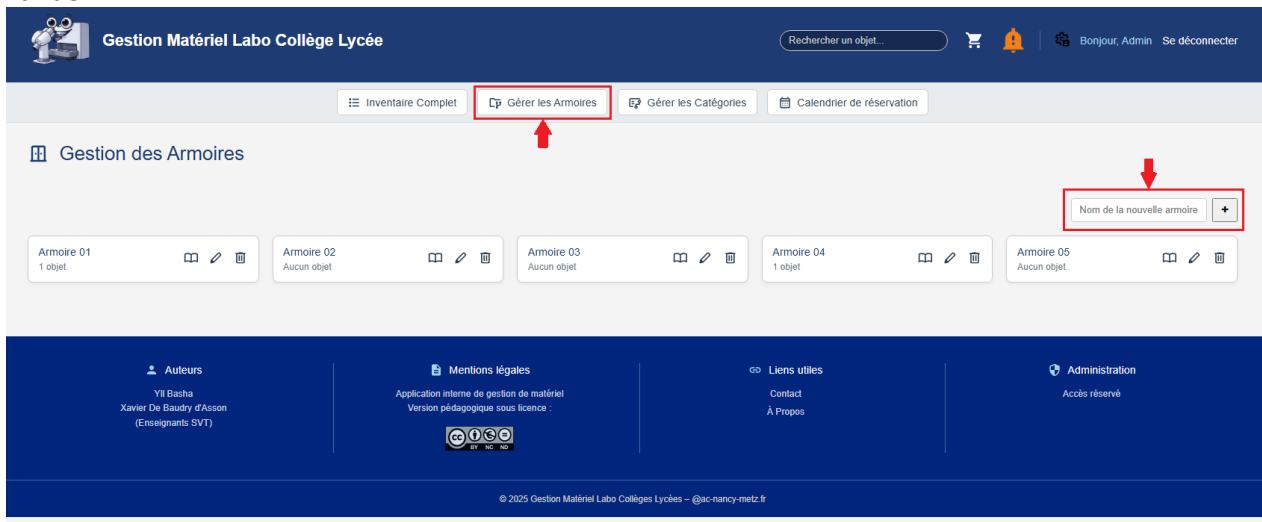 Gestion Matériel Labo Collège Lycée
Rechercher un objet...
Bonjour, Admin Se déconnecter
Inventaire Complet
Gérer les Armoires
Gérer les Catégories
Calendrier de réservation
Gestion des Armoires
Nom de la nouvelle armoire +
Armoire 01
1 objet
Armoire 02
Aucun objet
Armoire 03
Aucun objet
Armoire 04
1 objet
Armoire 05
Aucun objet
Auteurs
Yll Basha
Xavier De Baudry d'Asson
(Enseignants SVT)
Mentions légales
Application interne de gestion de matériel
Version pédagogique sous licence :
cc
BY NC ND
Liens utiles
Contact
À Propos
Administration
Accès réservé
© 2025 Gestion Matériel Labo Collèges Lycées – @ac-nancy-metz.fr